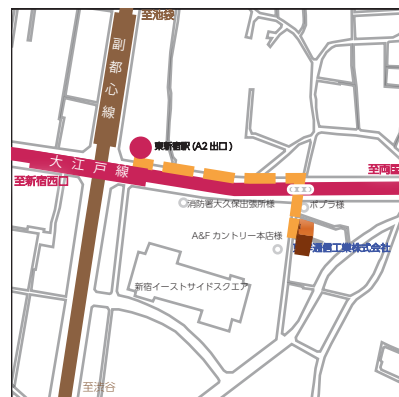 至池袋
副都心線
東新宿駅 (A2 出口 )
大江戸線
至両国
至新宿西口
消防署大久保出張所様
ポプラ様
A&F カントリー本店様
通信工業株式会社
新宿イーストサイドスクエア
至渋谷